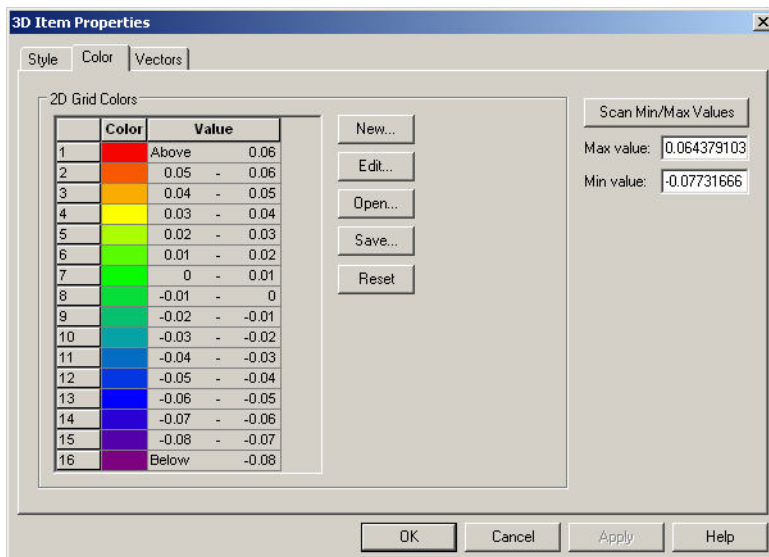 3D Item Properties
Style Color Vectors
2D Grid Colors
Color Value
1 Above 0.06
2 0.05 - 0.06
3 0.04 - 0.05
4 0.03 - 0.04
5 0.02 - 0.03
6 0.01 - 0.02
7 0 - 0.01
8 -0.01 - 0
9 -0.02 - -0.01
10 -0.03 - -0.02
11 -0.04 - -0.03
12 -0.05 - -0.04
13 -0.06 - -0.05
14 -0.07 - -0.06
15 -0.08 - -0.07
16 Below -0.08
New...
Edit...
Open...
Save...
Reset
Scan Min/Max Values
Max value: 0.064379103
Min value: -0.07731666
OK Cancel Apply Help